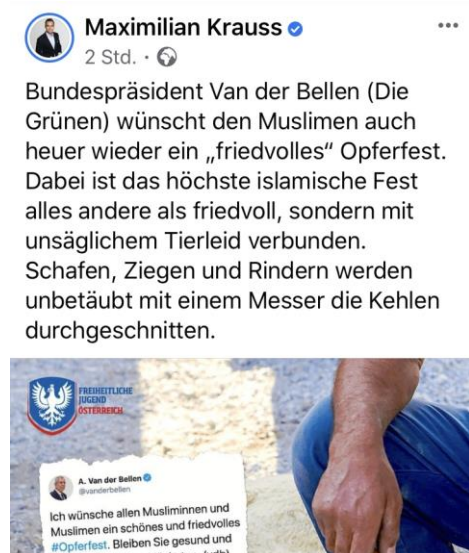 Maximilian Krauss
2 Std. ·
Bundespräsident Van der Bellen (Die
Grünen) wünscht den Muslimen auch
heuer wieder ein „friedvolles“ Opferfest.
Dabei ist das höchste islamische Fest
alles andere als friedvoll, sondern mit
unsäglichem Tierleid verbunden.
Schafen, Ziegen und Rindern werden
unbetäubt mit einem Messer die Kehlen
durchgeschnitten.
FREIHEITLICHE
JUGEND
ÖSTERREICH
A. Van der Bellen
@vanderbellen
Ich wünsche allen Musliminnen und
Muslimen ein schönes und friedvolles
#Opferfest. Bleiben Sie gesund und